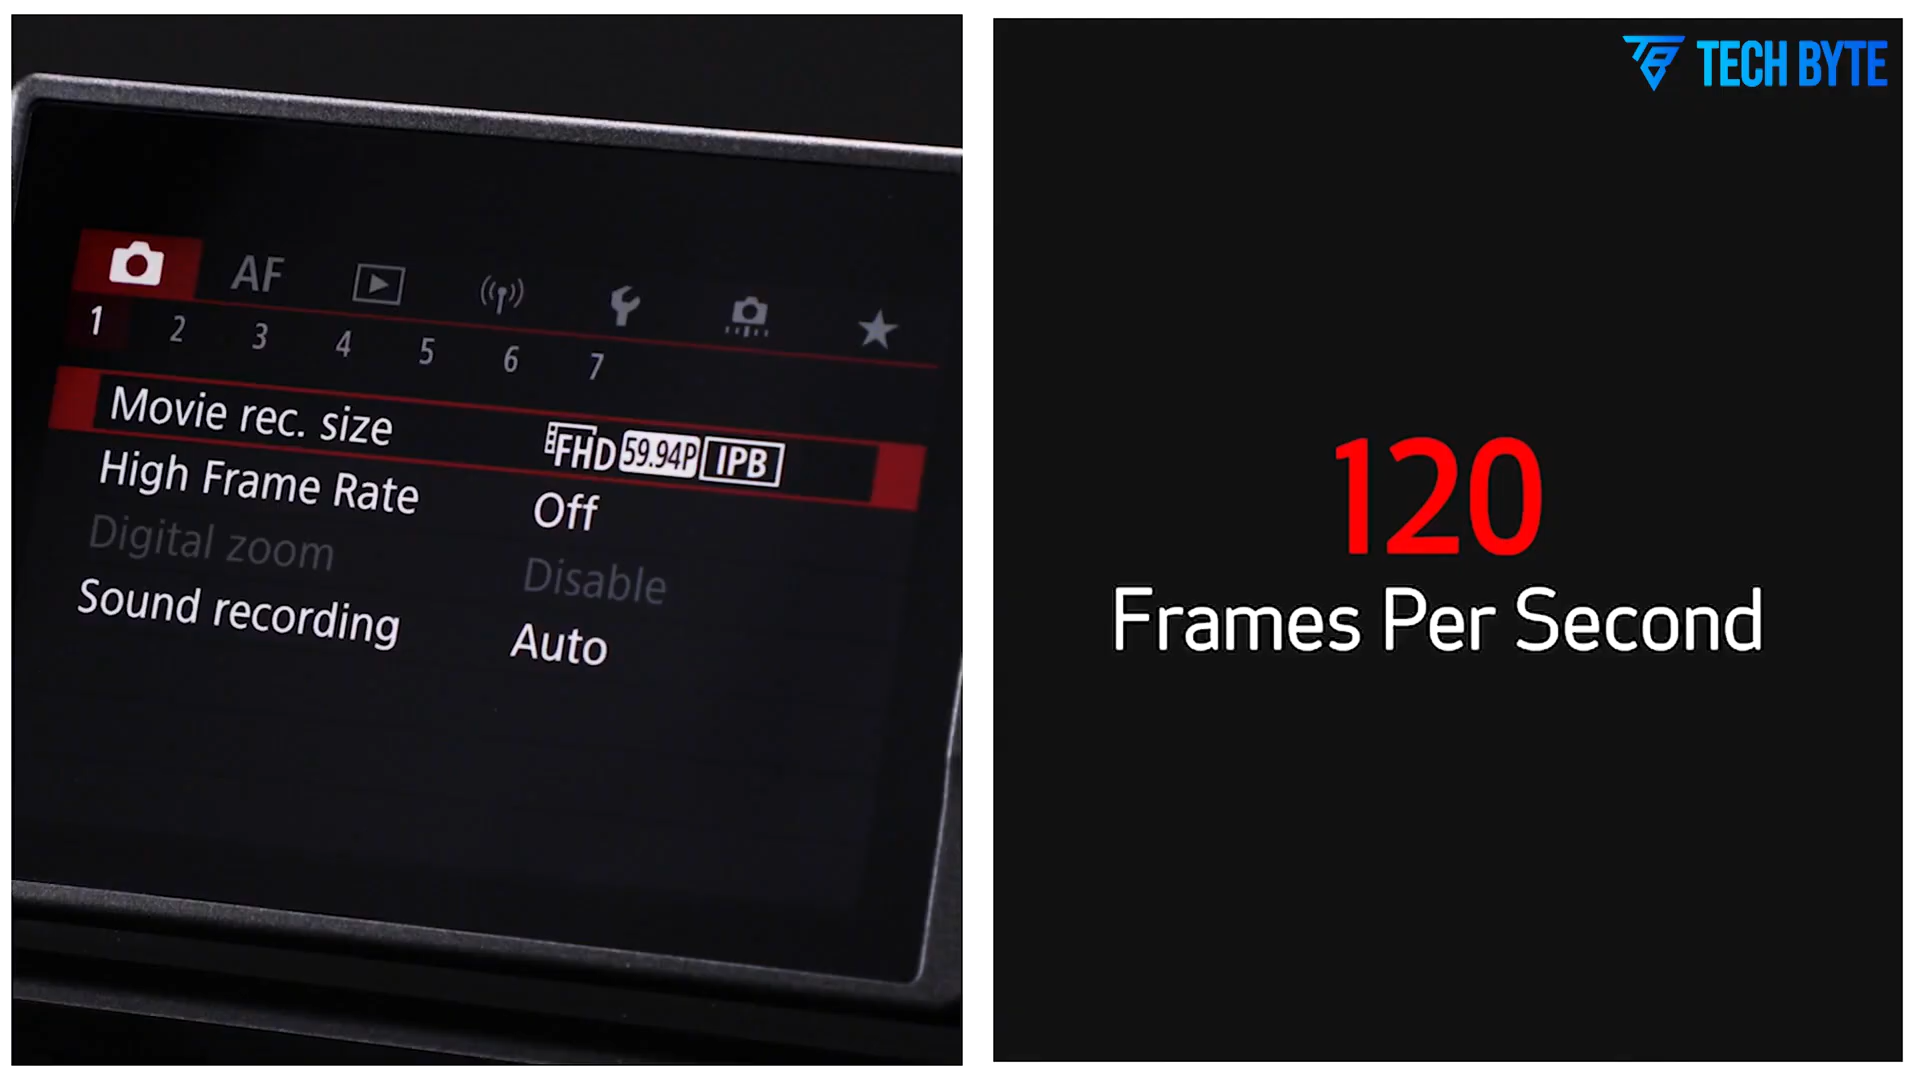 AF
1 2 3 4 5 6 7
Movie rec. size FHD 59.94P IPB
High Frame Rate Off
Digital zoom Disable
Sound recording Auto
TECH BYTE
120
Frames Per Second